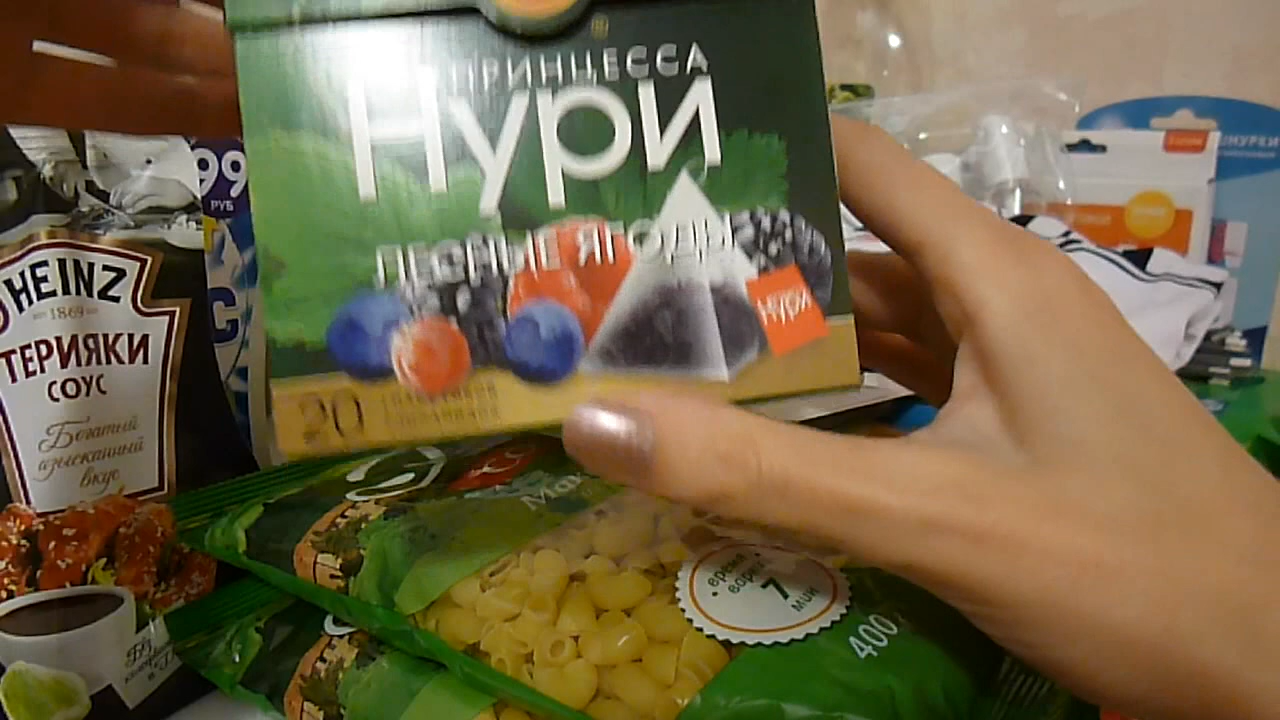 ПРИНЦЕССА
Нури
ЛЕСНЫЕ ЯГОДЫ
НУРИ
20
99
РУБ
С
HEINZ
1869
ТЕРИЯКИ
СОУС
Богатый
изысканный
вкус
Мак
время
варки
7
мин
400